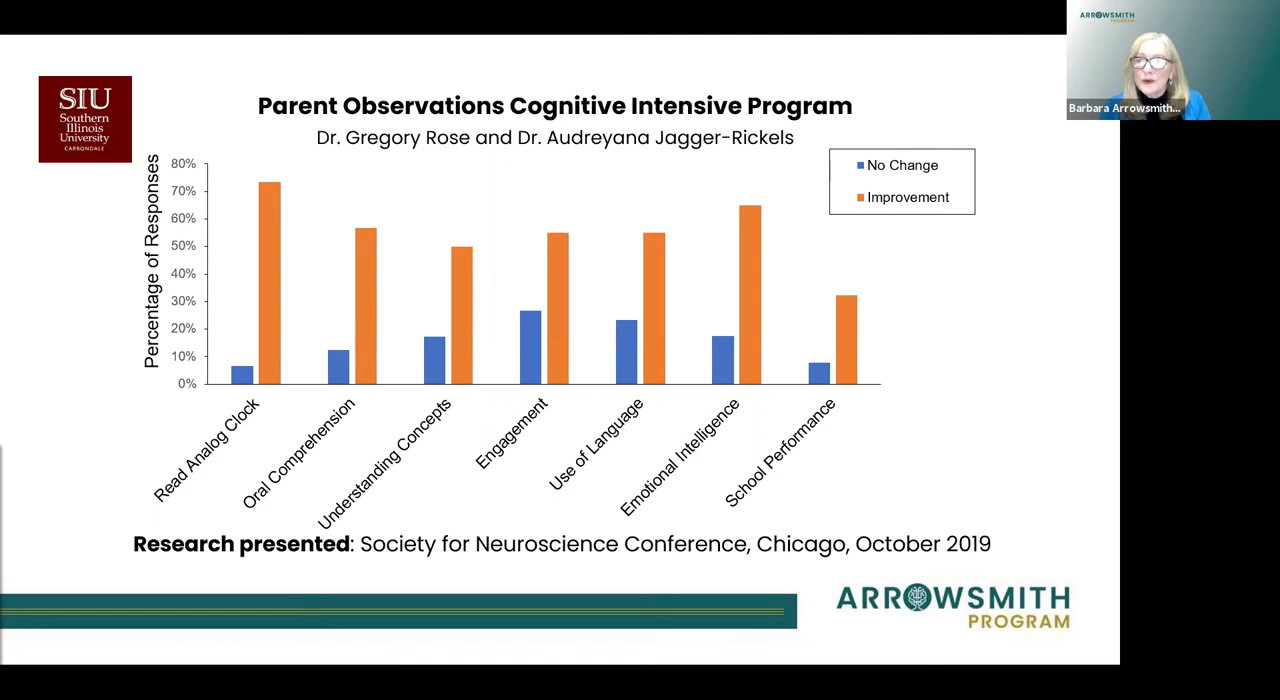 ARROWSMITH
PROGRAM
Barbara Arrowsmith...
SIU
Southern
Illinois
University
CARBONDALE
Parent Observations Cognitive Intensive Program
Dr. Gregory Rose and Dr. Audreyana Jagger-Rickels
No Change
Improvement
Percentage of Responses
80%
70%
60%
50%
40%
30%
20%
10%
0%
Read Analog Clock
Oral Comprehension
Understanding Concepts
Engagement
Use of Language
Emotional Intelligence
School Performance
Research presented: Society for Neuroscience Conference, Chicago, October 2019
ARROWSMITH
PROGRAM